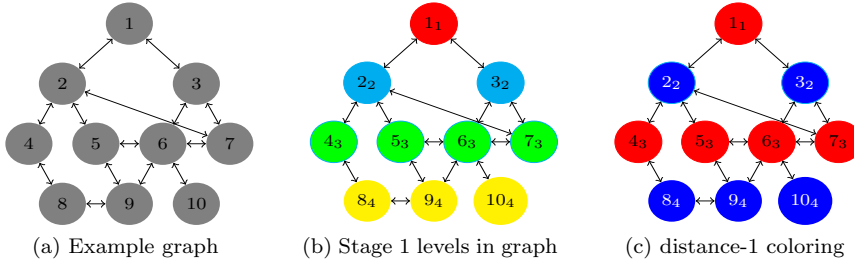 1 1₁ 1₁
2 3 2₂ 3₂ 2₂ 3₂
4 5 6 7 4₃ 5₃ 6₃ 7₃ 4₃ 5₃ 6₃ 7₃
8 9 10 8₄ 9₄ 10₄ 8₄ 9₄ 10₄
(a) Example graph (b) Stage 1 levels in graph (c) distance-1 coloring